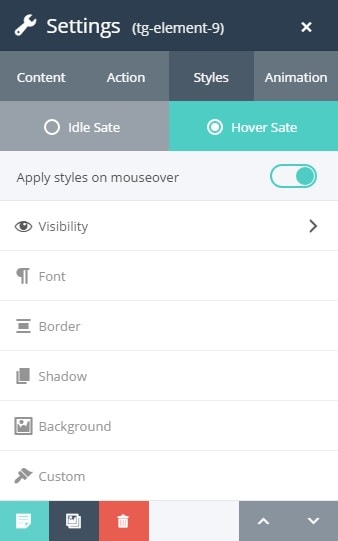 Settings (tg-element-9)
Content Action Styles Animation
Idle Sate Hover Sate
Apply styles on mouseover
Visibility
Font
Border
Shadow
Background
Custom